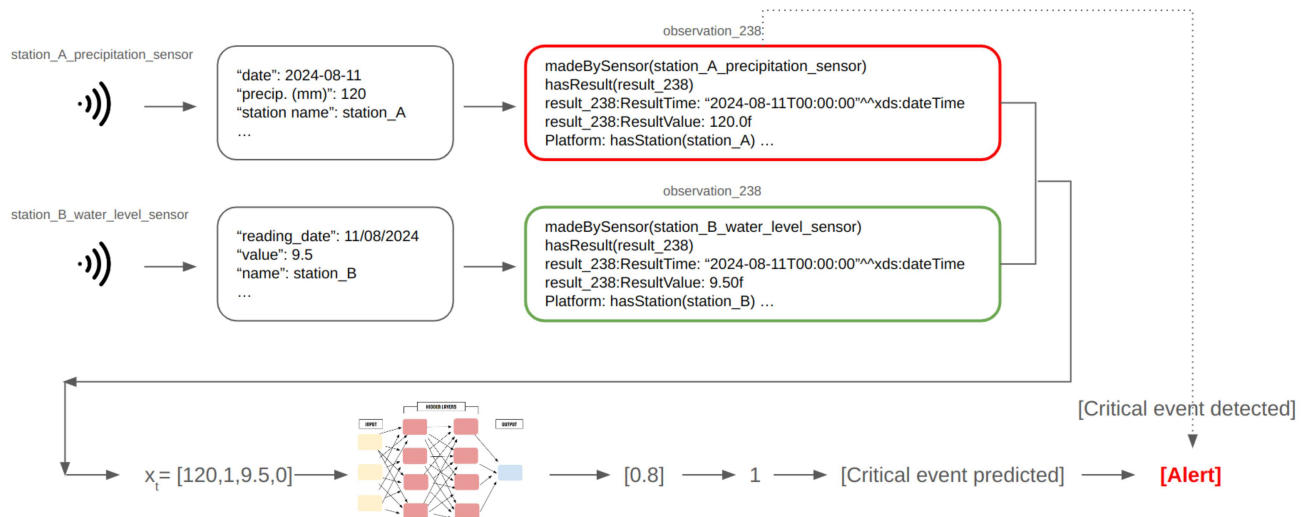 observation_238
station_A_precipitation_sensor
“date”: 2024-08-11
“precip. (mm)”: 120
“station name”: station_A
…
madeBySensor(station_A_precipitation_sensor)
hasResult(result_238)
result_238:ResultTime: “2024-08-11T00:00:00”^^xds:dateTime
result_238:ResultValue: 120.0f
Platform: hasStation(station_A) …
observation_238
station_B_water_level_sensor
“reading_date”: 11/08/2024
“value”: 9.5
“name”: station_B
…
madeBySensor(station_B_water_level_sensor)
hasResult(result_238)
result_238:ResultTime: “2024-08-11T00:00:00”^^xds:dateTime
result_238:ResultValue: 9.50f
Platform: hasStation(station_B) …
[Critical event detected]
HIDDEN LAYERS
INPUT
OUTPUT
xt= [120,1,9.5,0]
[0.8]
1
[Critical event predicted]
[Alert]